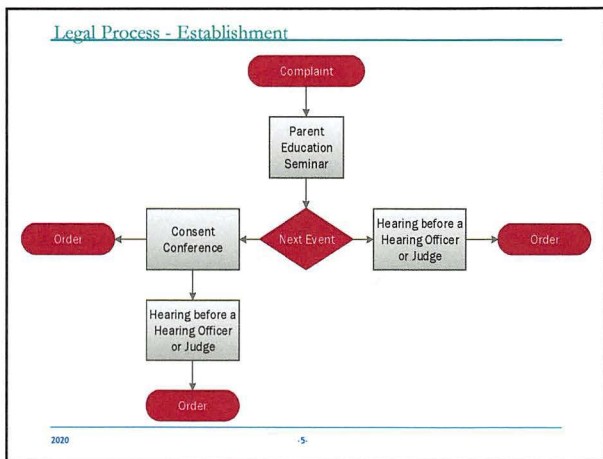 Legal Process - Establishment
Complaint
Parent
Education
Seminar
Order
Consent
Conference
Next Event
Hearing before a
Hearing Officer
or Judge
Order
Hearing before a
Hearing Officer
or Judge
Order
2020
-5-